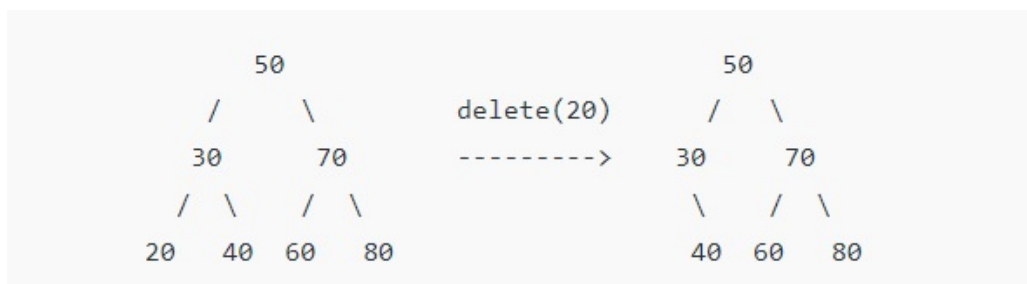 50 50
/ \ delete(20) / \
30 70 ---------> 30 70
/ \ / \ \ / \
20 40 60 80 40 60 80